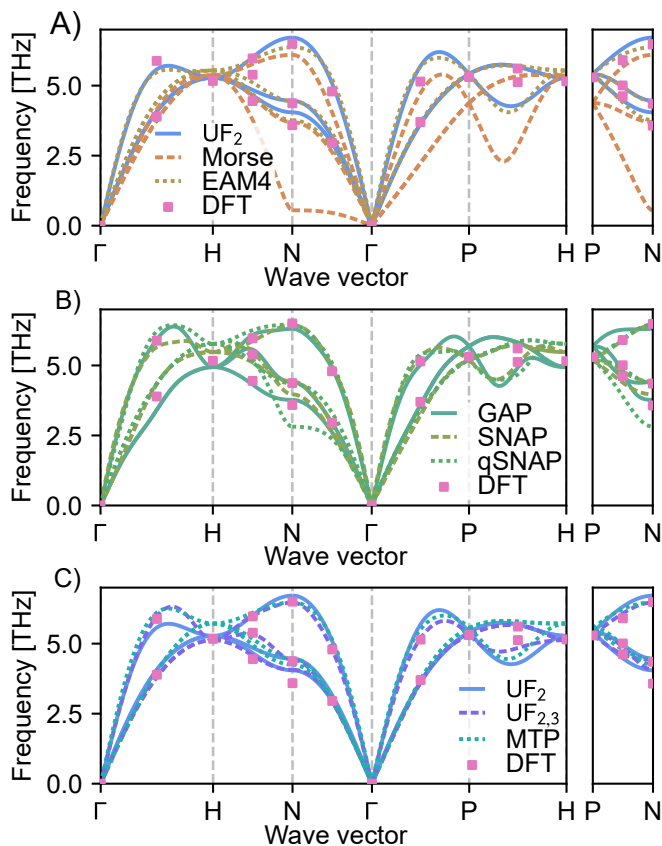 A)
Frequency [THz]
5.0
2.5
0.0
UF₂
Morse
EAM4
DFT
Γ H N Γ P H P N
Wave vector
B)
Frequency [THz]
5.0
2.5
0.0
GAP
SNAP
qSNAP
DFT
Γ H N Γ P H P N
Wave vector
C)
Frequency [THz]
5.0
2.5
0.0
UF₂
UF₂,₃
MTP
DFT
Γ H N Γ P H P N
Wave vector